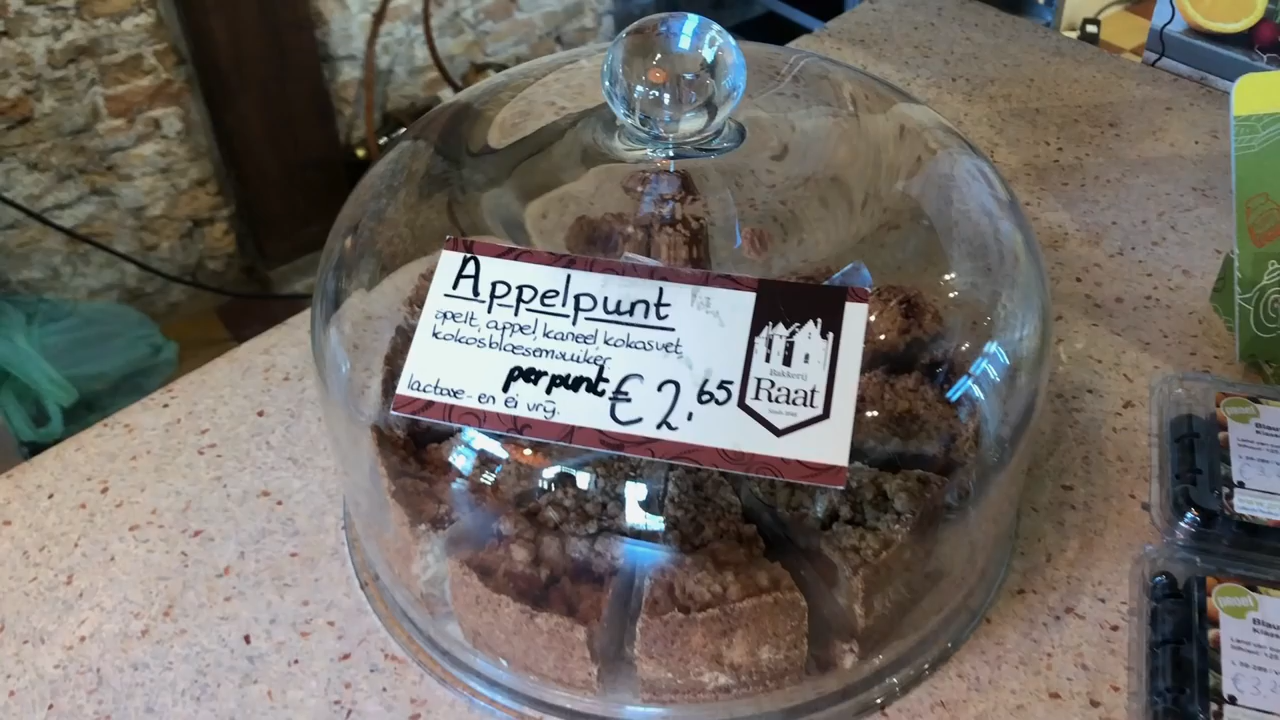 Appelpunt
spelt, appel, kaneel, kokosvet
kokosbloesemsuiker
per punt € 2.65
lactose- en ei vrij.
Bakkerij
Raat